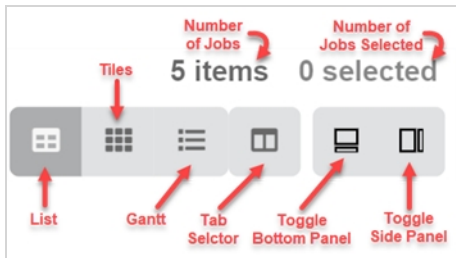 Number of Jobs
Number of Jobs Selected
Tiles
5 items
0 selected
List
Gantt
Tab Selctor
Toggle Bottom Panel
Toggle Side Panel